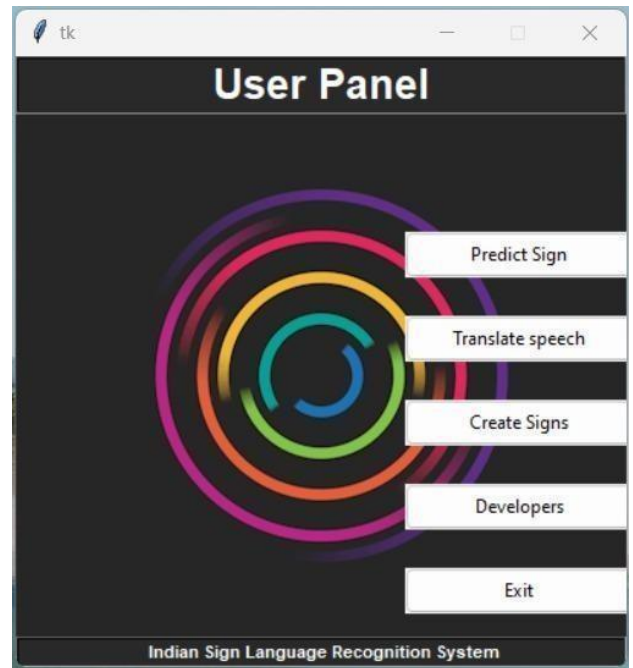 tk
User Panel
Predict Sign
Translate speech
Create Signs
Developers
Exit
Indian Sign Language Recognition System